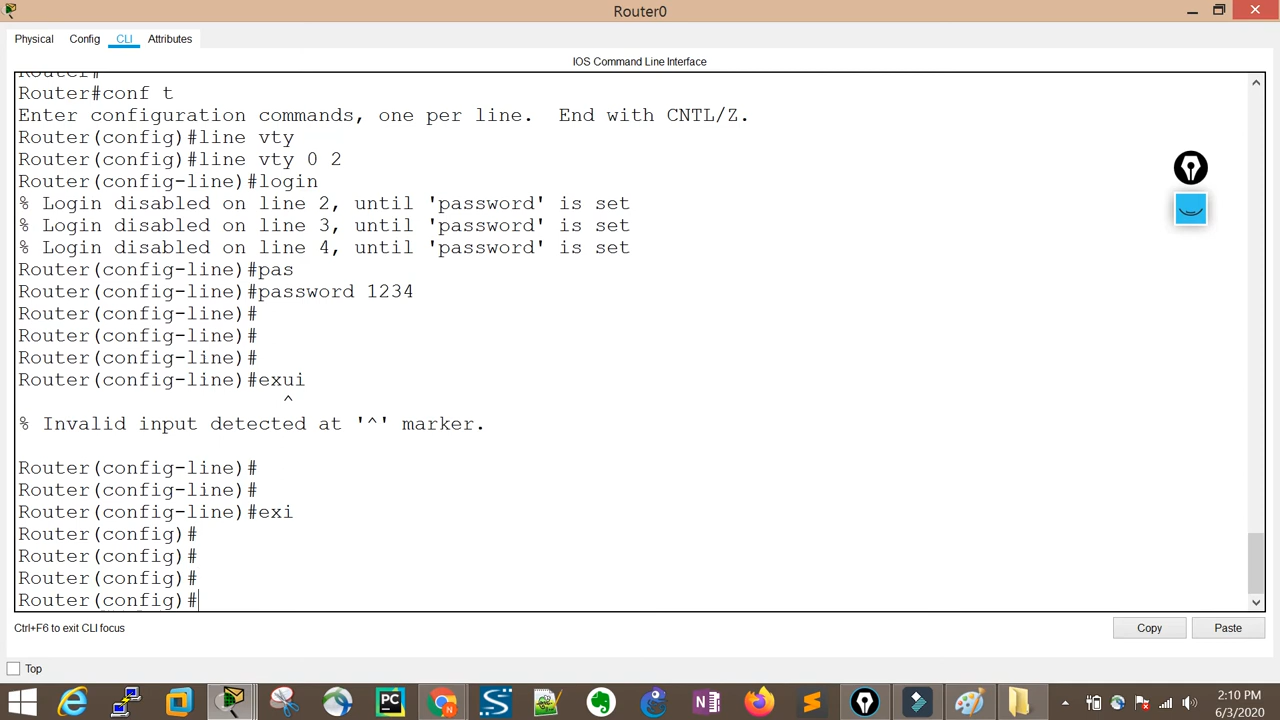 Router0
Physical Config CLI Attributes
IOS Command Line Interface
Router#
Router#conf t
Enter configuration commands, one per line.  End with CNTL/Z.
Router(config)#line vty
Router(config)#line vty 0 2
Router(config-line)#login
% Login disabled on line 2, until 'password' is set
% Login disabled on line 3, until 'password' is set
% Login disabled on line 4, until 'password' is set
Router(config-line)#pas
Router(config-line)#password 1234
Router(config-line)#
Router(config-line)#
Router(config-line)#
Router(config-line)#exui
^
% Invalid input detected at '^' marker.
Router(config-line)#
Router(config-line)#
Router(config-line)#exi
Router(config)#
Router(config)#
Router(config)#
Router(config)#
Ctrl+F6 to exit CLI focus
Copy Paste
Top
PC
N
2:10 PM
6/3/2020